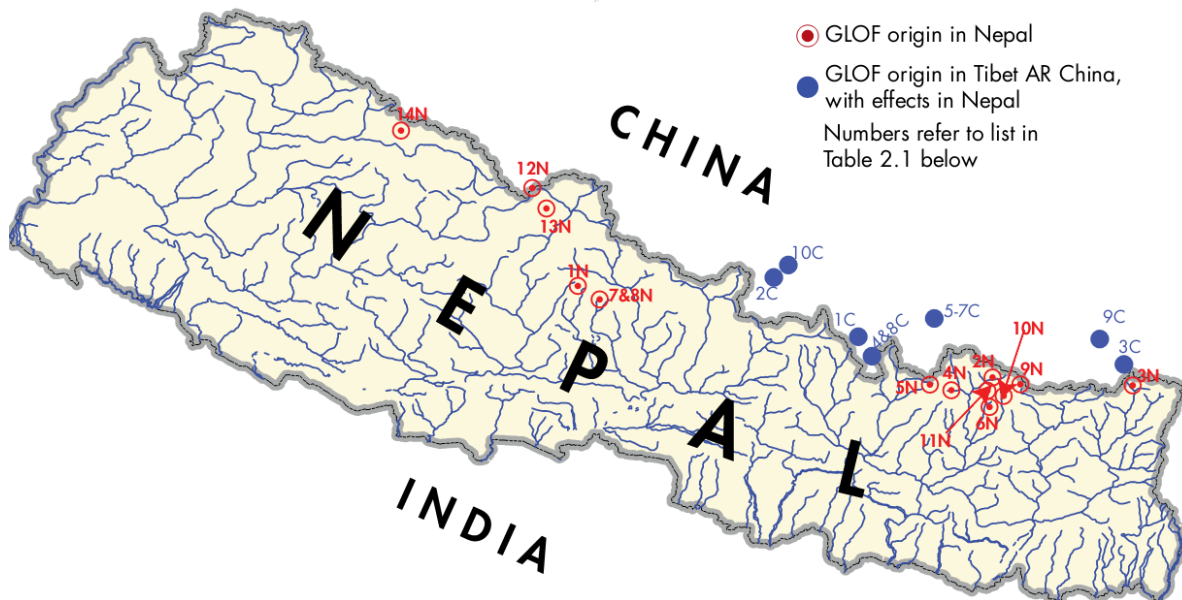 GLOF origin in Nepal
GLOF origin in Tibet AR China,
with effects in Nepal
Numbers refer to list in
Table 2.1 below
CHINA
14N
12N
13N
NEPAL
1N
7&8N
10C
2C
1C
4&8C
5-7C
9C
3C
10N
2N
9N
4N
5N
3N
6N
11N
INDIA